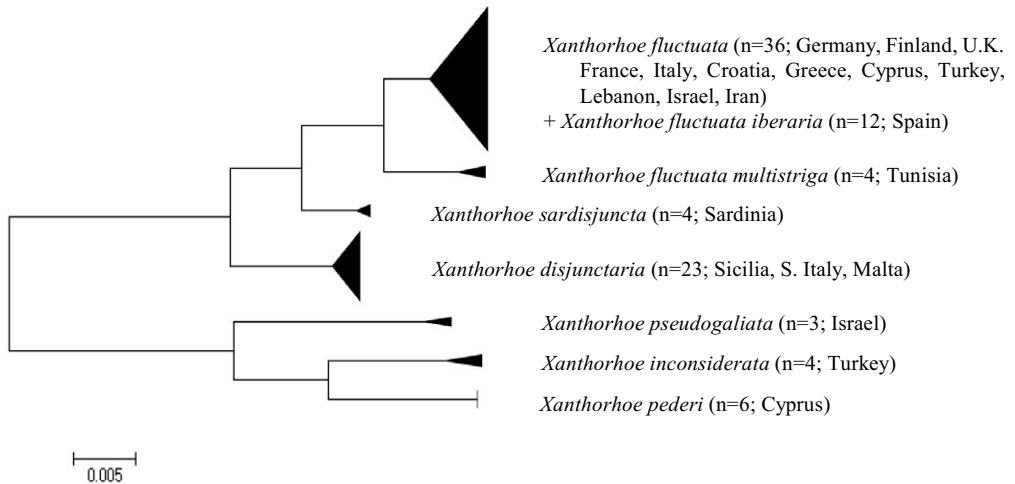 Xanthorhoe fluctuata (n=36; Germany, Finland, U.K.
France, Italy, Croatia, Greece, Cyprus, Turkey,
Lebanon, Israel, Iran)
+ Xanthorhoe fluctuata iberaria (n=12; Spain)
Xanthorhoe fluctuata multistriga (n=4; Tunisia)
Xanthorhoe sardisjuncta (n=4; Sardinia)
Xanthorhoe disjunctaria (n=23; Sicilia, S. Italy, Malta)
Xanthorhoe pseudogaliata (n=3; Israel)
Xanthorhoe inconsiderata (n=4; Turkey)
Xanthorhoe pederi (n=6; Cyprus)
0.005